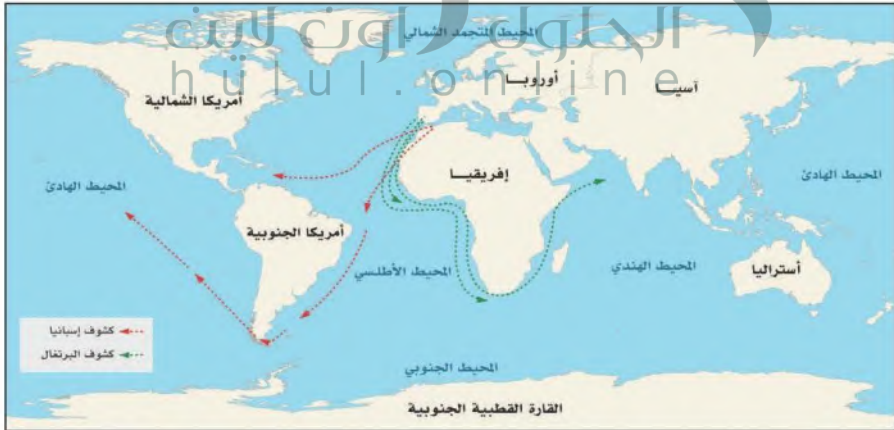 المحيط المتجمد الشمالي
الحلول اون لاين
hulul.online
أوروبا
آسيا
أمريكا الشمالية
إفريقيا
المحيط الهادئ
المحيط الهادئ
أمريكا الجنوبية
المحيط الأطلسي
المحيط الهندي
أستراليا
كشوف إسبانيا
كشوف البرتغال
المحيط الجنوبي
القارة القطبية الجنوبية